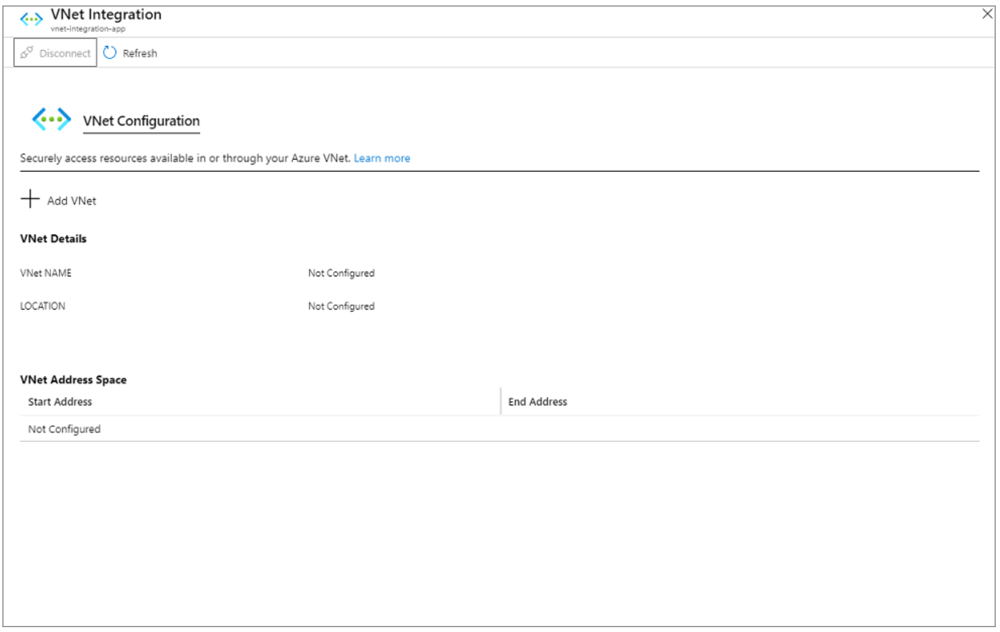 VNet Integration
vnet-integration-app
Disconnect Refresh
VNet Configuration
Securely access resources available in or through your Azure VNet. Learn more
Add VNet
VNet Details
VNet NAME Not Configured
LOCATION Not Configured
VNet Address Space
Start Address End Address
Not Configured